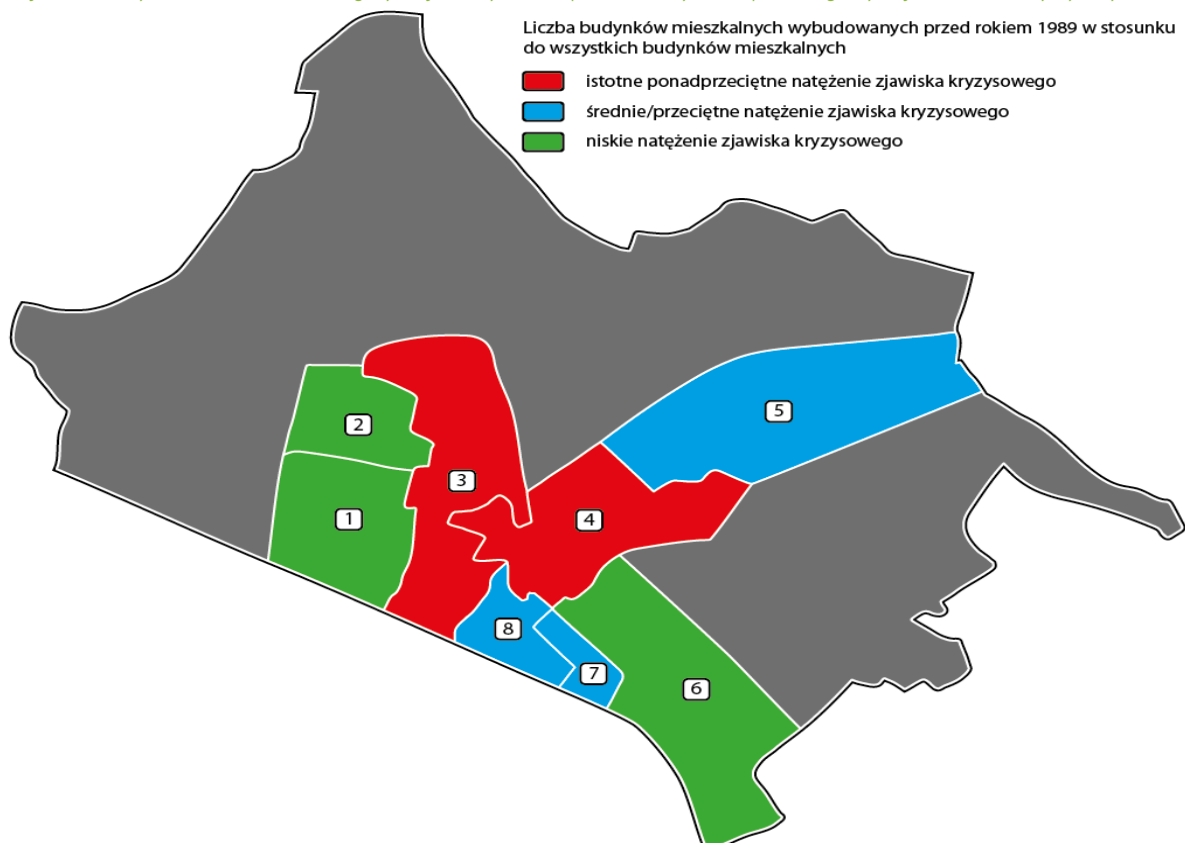 Liczba budynków mieszkalnych wybudowanych przed rokiem 1989 w stosunku
do wszystkich budynków mieszkalnych
istotne ponadprzeciętne natężenie zjawiska kryzysowego
średnie/przeciętne natężenie zjawiska kryzysowego
niskie natężenie zjawiska kryzysowego
5
2
3
1
4
8
7
6